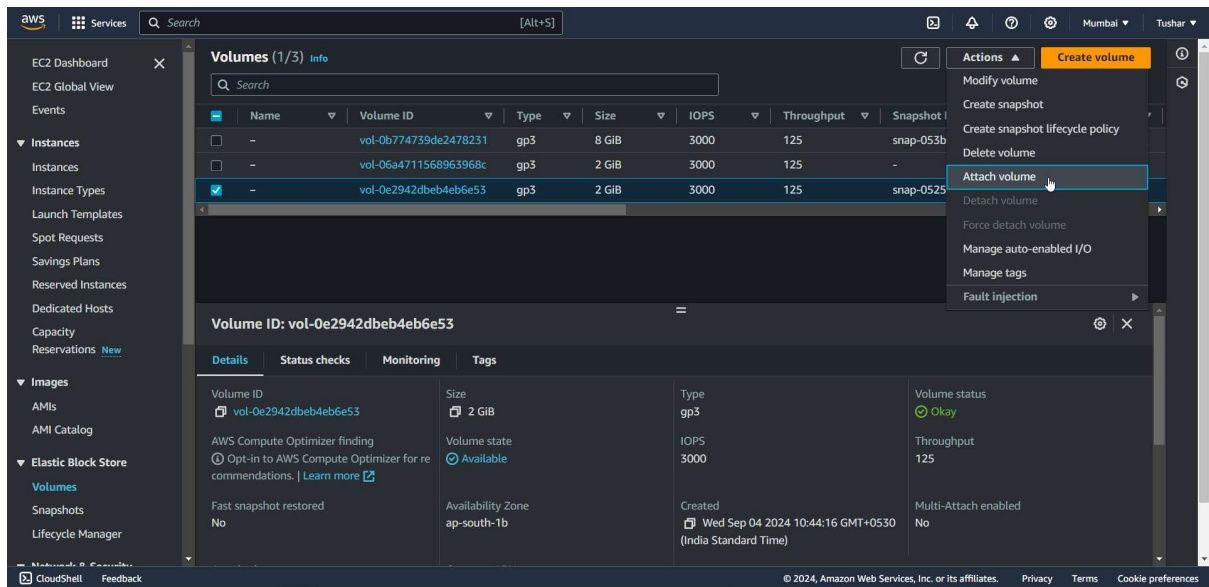 aws Services Search [Alt+S] Mumbai Tushar
EC2 Dashboard
EC2 Global View
Events
Instances
Instances
Instance Types
Launch Templates
Spot Requests
Savings Plans
Reserved Instances
Dedicated Hosts
Capacity
Reservations New
Images
AMIs
AMI Catalog
Elastic Block Store
Volumes
Snapshots
Lifecycle Manager
Volumes (1/3) Info
Actions Create volume
Search
Name Volume ID Type Size IOPS Throughput Snapshot
– vol-0b774739de2478231 gp3 8 GiB 3000 125 snap-053b
– vol-06a4711568963968c gp3 2 GiB 3000 125 -
– vol-0e2942dbeb4eb6e53 gp3 2 GiB 3000 125 snap-0525
Modify volume
Create snapshot
Create snapshot lifecycle policy
Delete volume
Attach volume
Detach volume
Force detach volume
Manage auto-enabled I/O
Manage tags
Fault injection
Volume ID: vol-0e2942dbeb4eb6e53
Details Status checks Monitoring Tags
Volume ID
vol-0e2942dbeb4eb6e53
Size
2 GiB
Type
gp3
Volume status
Okay
AWS Compute Optimizer finding
Opt-in to AWS Compute Optimizer for re
commendations. | Learn more
Volume state
Available
IOPS
3000
Throughput
125
Fast snapshot restored
No
Availability Zone
ap-south-1b
Created
Wed Sep 04 2024 10:44:16 GMT+0530
(India Standard Time)
Multi-Attach enabled
No
CloudShell Feedback © 2024, Amazon Web Services, Inc. or its affiliates. Privacy Terms Cookie preferences